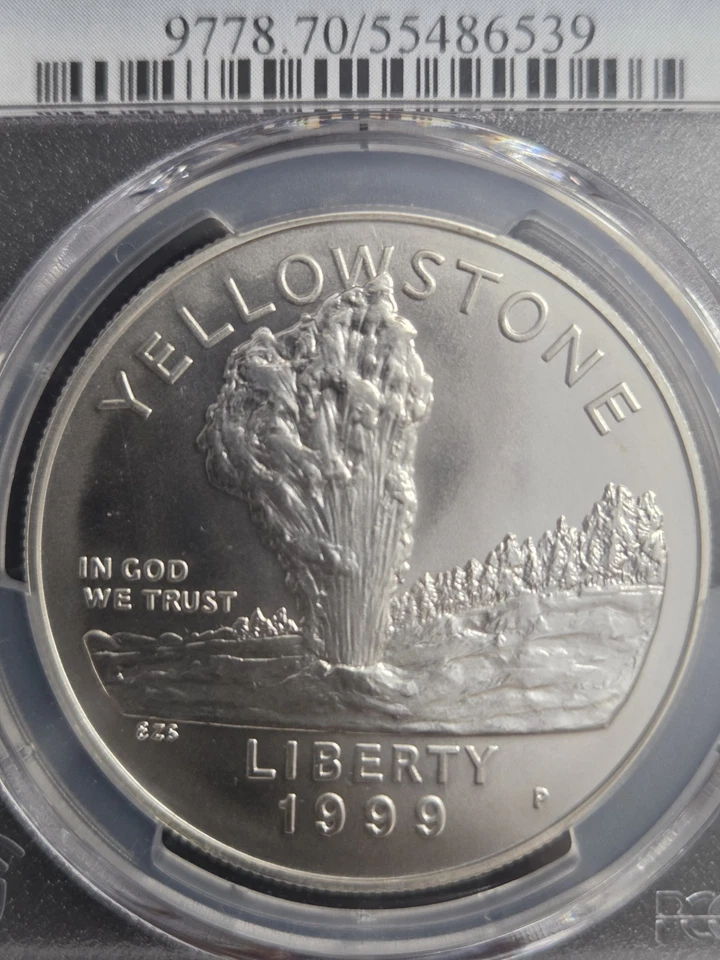 9778.70/55486539
YELLOWSTONE
IN GOD
WE TRUST
LIBERTY
1999
P